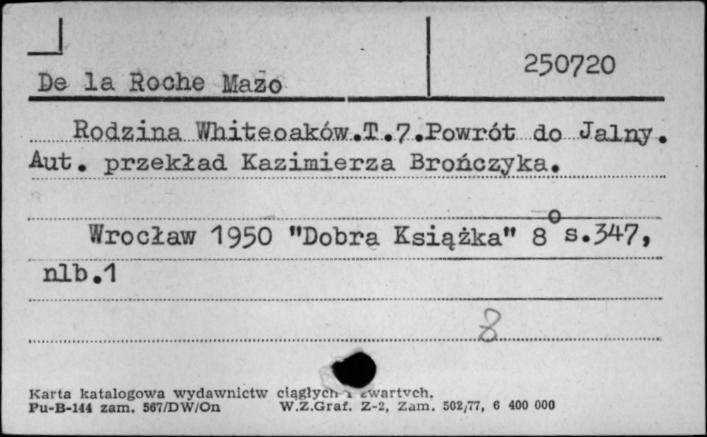 250720
De la Roche Mazo
Rodzina Whiteoaków.T.7.Powrót do Jalny.
Aut. przekład Kazimierza Brończyka.
Wrocław 1950 "Dobra Książka" 8° s.347,
nlb.1
8
Karta katalogowa wydawnictw ciągłych i zwartych.
Pu-B-144 zam. 567/DW/On W.Z.Graf. Z-2, Zam. 502/77, 6 400 000